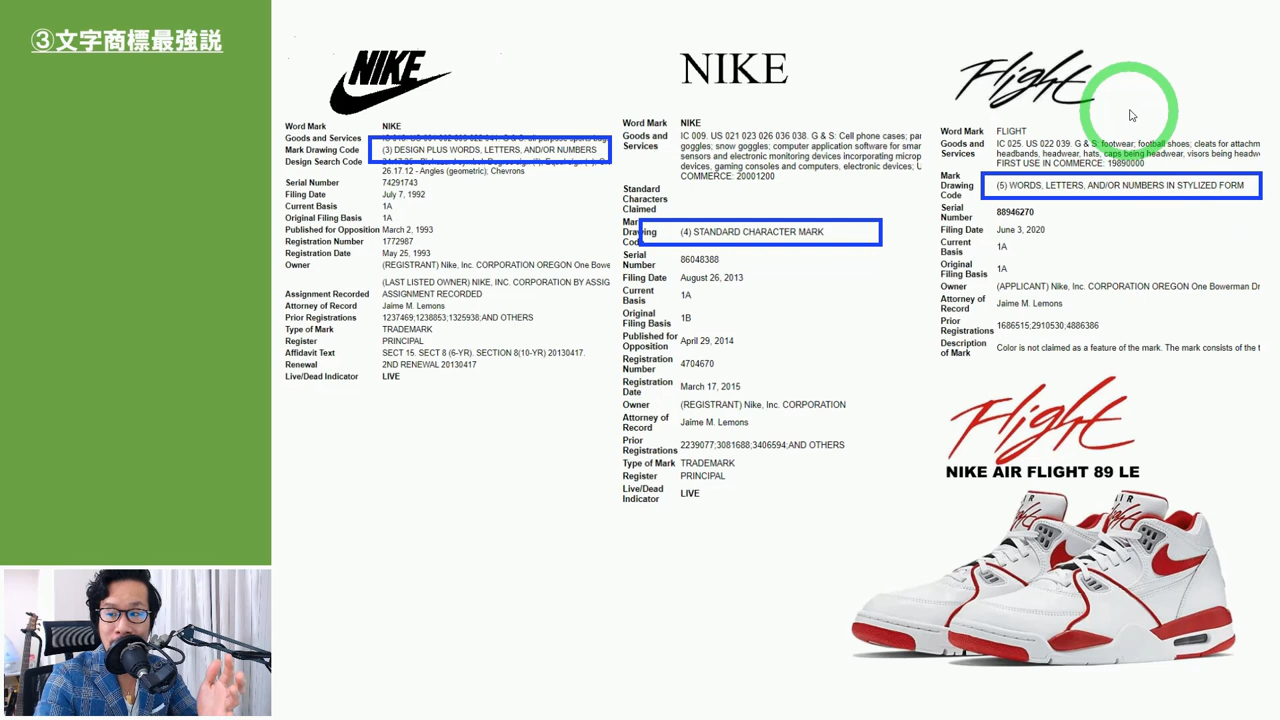 ③文字商標最強説
NIKE
Word Mark NIKE
Goods and Services
Mark Drawing Code (3) DESIGN PLUS WORDS, LETTERS, AND/OR NUMBERS
Design Search Code
26.17.12 - Angles (geometric); Chevrons
Serial Number 74291743
Filing Date July 7, 1992
Current Basis 1A
Original Filing Basis 1A
Published for Opposition March 2, 1993
Registration Number 1772987
Registration Date May 25, 1993
Owner (REGISTRANT) Nike, Inc. CORPORATION OREGON One Bowe
(LAST LISTED OWNER) NIKE, INC. CORPORATION BY ASSIG
Assignment Recorded ASSIGNMENT RECORDED
Attorney of Record Jaime M. Lemons
Prior Registrations 1237469;1238853;1325938;AND OTHERS
Type of Mark TRADEMARK
Register PRINCIPAL
Affidavit Text SECT 15. SECT 8 (6-YR). SECTION 8(10-YR) 20130417.
Renewal 2ND RENEWAL 20130417
Live/Dead Indicator LIVE
NIKE
Word Mark NIKE
Goods and Services IC 009. US 021 023 026 036 038. G & S: Cell phone cases; par
goggles; snow goggles; computer application software for smar
sensors and electronic monitoring devices incorporating microp
devices, gaming consoles and computers, electronic devices; U
COMMERCE: 20001200
Standard
Characters
Claimed
Mark Drawing Code (4) STANDARD CHARACTER MARK
Serial Number 86048388
Filing Date August 26, 2013
Current Basis 1A
Original Filing Basis 1B
Published for Opposition April 29, 2014
Registration Number 4704670
Registration Date March 17, 2015
Owner (REGISTRANT) Nike, Inc. CORPORATION
Attorney of Record Jaime M. Lemons
Prior Registrations 2239077;3081688;3406594;AND OTHERS
Type of Mark TRADEMARK
Register PRINCIPAL
Live/Dead Indicator LIVE
Flight
Word Mark FLIGHT
Goods and Services IC 025. US 022 039. G & S: footwear; football shoes; cleats for attachm
headbands, headwear, hats, caps being headwear, visors being headw
FIRST USE IN COMMERCE: 19890000
Mark Drawing Code (5) WORDS, LETTERS, AND/OR NUMBERS IN STYLIZED FORM
Serial Number 88946270
Filing Date June 3, 2020
Current Basis 1A
Original Filing Basis 1A
Owner (APPLICANT) Nike, Inc. CORPORATION OREGON One Bowerman Dr
Attorney of Record Jaime M. Lemons
Prior Registrations 1686515;2910530;4886386
Description of Mark Color is not claimed as a feature of the mark. The mark consists of the t
Flight
NIKE AIR FLIGHT 89 LE